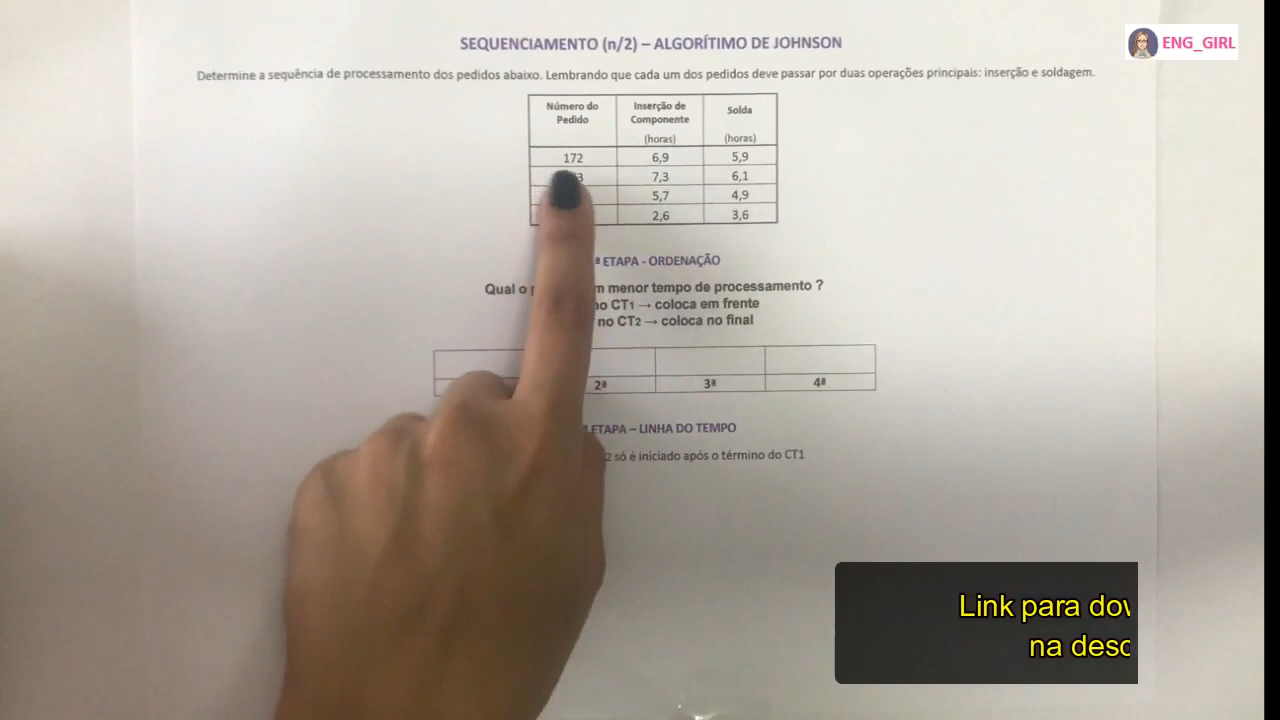 SEQUENCIAMENTO (n/2) – ALGORÍTIMO DE JOHNSON
ENG_GIRL
Determine a sequência de processamento dos pedidos abaixo. Lembrando que cada um dos pedidos deve passar por duas operações principais: inserção e soldagem.
Número do Pedido
Inserção de Componente (horas)
Solda (horas)
172 6,9 5,9
7,3 6,1
5,7 4,9
2,6 3,6
ETAPA - ORDENAÇÃO
Qual o menor tempo de processamento ?
no CT1 → coloca em frente
no CT2 → coloca no final
2ª 3ª 4ª
ETAPA – LINHA DO TEMPO
só é iniciado após o término do CT1
Link para
na